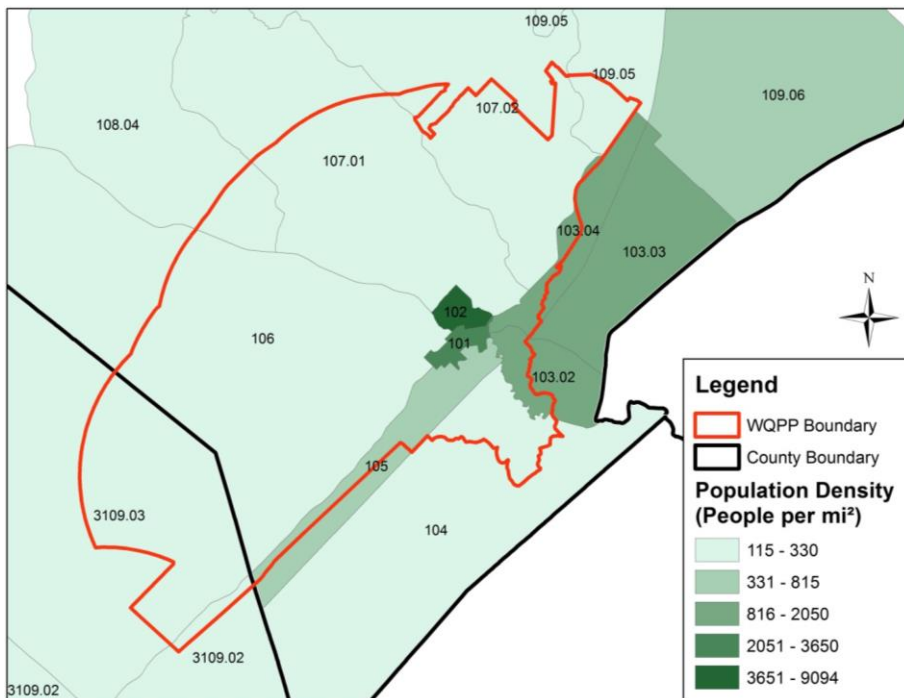 109.05
109.05
109.06
107.02
108.04
107.01
103.04
103.03
N
102
106
101
103.02
Legend
WQPP Boundary
County Boundary
Population Density
(People per mi²)
115 - 330
331 - 815
816 - 2050
2051 - 3650
3651 - 9094
105
104
3109.03
3109.02
3109.02